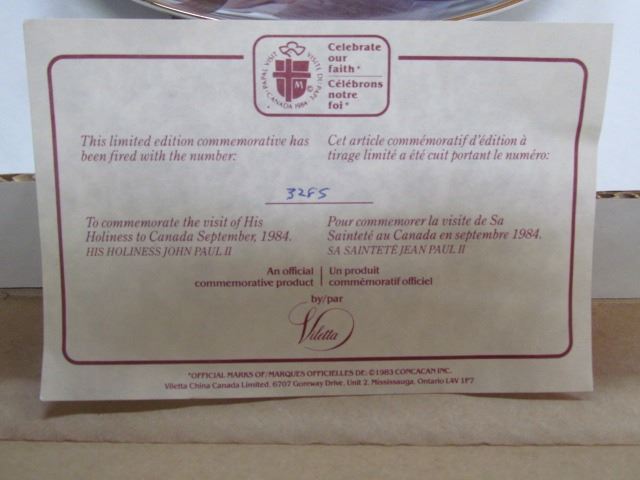 PAPAL VISIT
VISITE DU PAPE
CANADA 1984
M
Celebrate
our
faith*
Célébrons
notre
foi*
This limited edition commemorative has
been fired with the number:
Cet article commémoratif d'édition à
tirage limité a été cuit portant le numéro:
3285
To commemorate the visit of His
Holiness to Canada September, 1984.
HIS HOLINESS JOHN PAUL II
Pour commemorer la visite de Sa
Sainteté au Canada en septembre 1984.
SA SAINTETÉ JEAN PAUL II
An official
commemorative product
Un produit
commémoratif officiel
by/par
Viletta
*OFFICIAL MARKS OF/MARQUES OFFICIELLES DE: ©1983 CONCACAN INC.
Viletta China Canada Limited, 6707 Goreway Drive, Unit 2, Mississauga, Ontario L4V 1P7